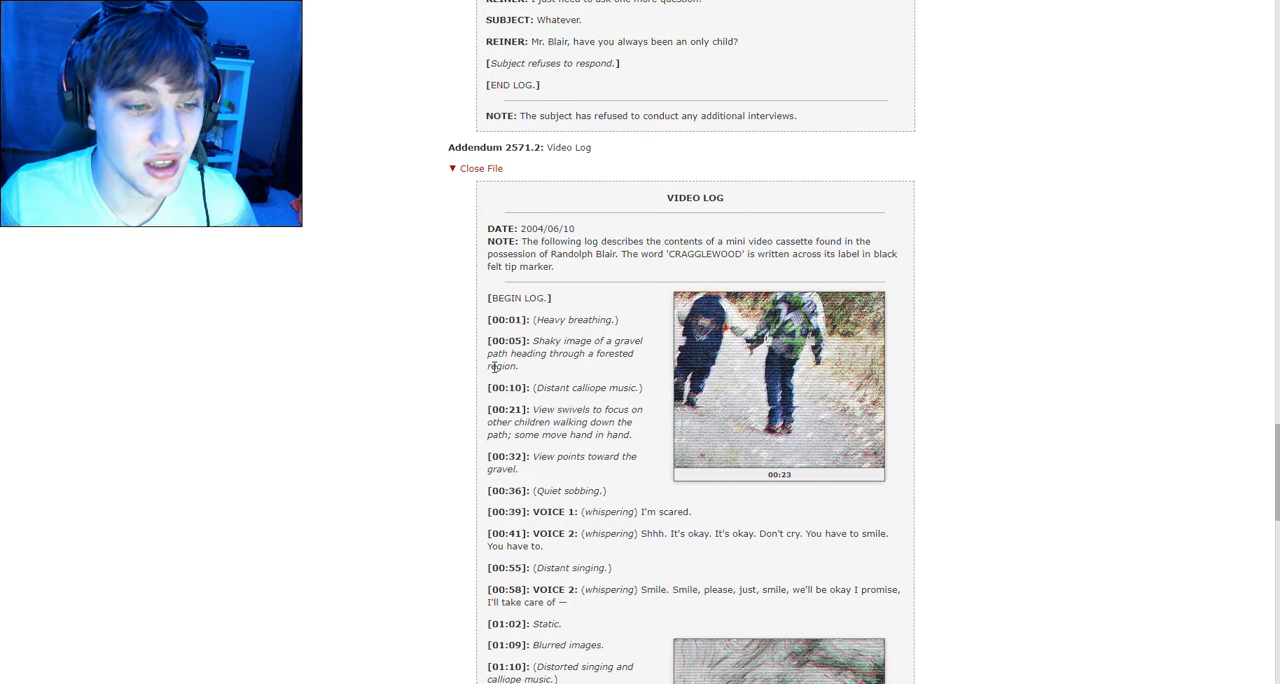 REINER: I just need to ask one more question.
SUBJECT: Whatever.
REINER: Mr. Blair, have you always been an only child?
[Subject refuses to respond.]
[END LOG.]
NOTE: The subject has refused to conduct any additional interviews.
Addendum 2571.2: Video Log
▼ Close File
VIDEO LOG
DATE: 2004/06/10
NOTE: The following log describes the contents of a mini video cassette found in the
possession of Randolph Blair. The word 'CRAGGLEWOOD' is written across its label in black
felt tip marker.
[BEGIN LOG.]
[00:01]: (Heavy breathing.)
[00:05]: Shaky image of a gravel
path heading through a forested
region.
[00:10]: (Distant calliope music.)
[00:21]: View swivels to focus on
other children walking down the
path; some move hand in hand.
[00:32]: View points toward the
gravel.
00:23
[00:36]: (Quiet sobbing.)
[00:39]: VOICE 1: (whispering) I'm scared.
[00:41]: VOICE 2: (whispering) Shhh. It's okay. It's okay. Don't cry. You have to smile.
You have to.
[00:55]: (Distant singing.)
[00:58]: VOICE 2: (whispering) Smile. Smile, please, just, smile, we'll be okay I promise,
I'll take care of —
[01:02]: Static.
[01:09]: Blurred images.
[01:10]: (Distorted singing and
calliope music.)